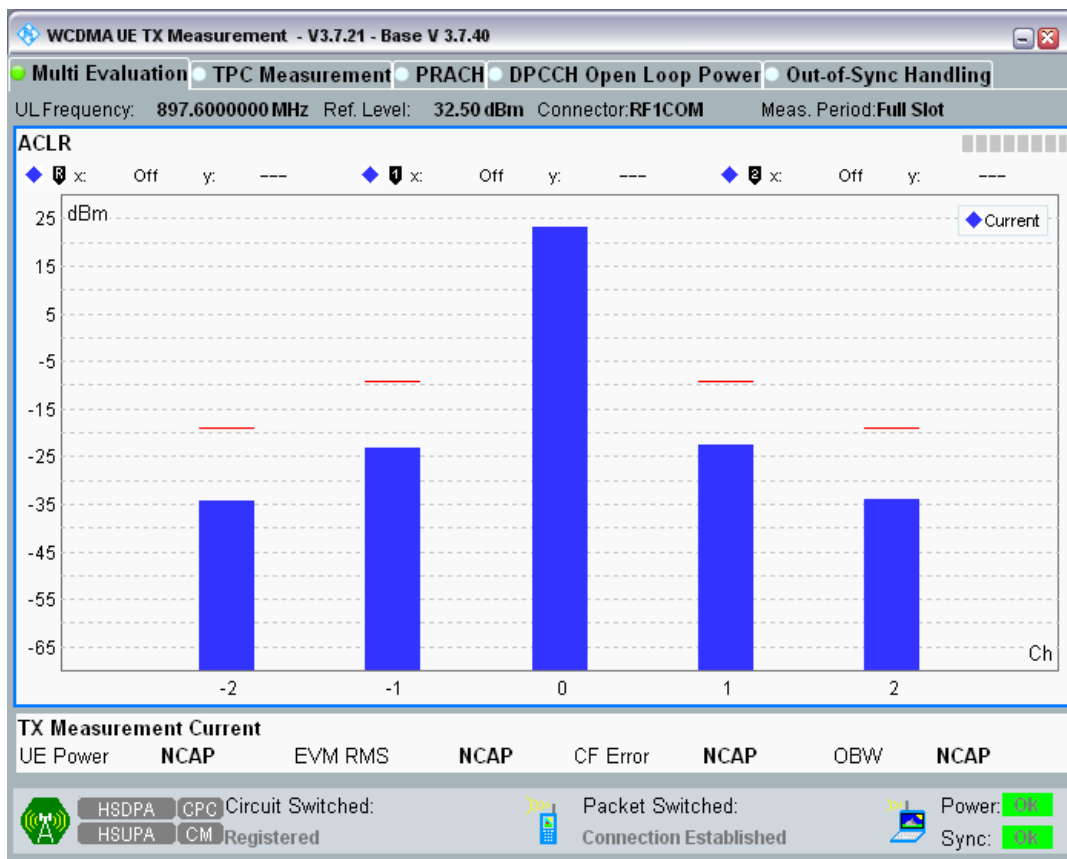 WCDMA UE TX Measurement - V3.7.21 - Base V 3.7.40
Multi Evaluation TPC Measurement PRACH DPCCH Open Loop Power Out-of-Sync Handling
UL Frequency: 897.6000000 MHz Ref. Level: 32.50 dBm Connector:RF1COM Meas. Period:Full Slot
ACLR
R x: Off y: --- 1 x: Off y: --- 2 x: Off y: ---
dBm
Current
25
15
5
-5
-15
-25
-35
-45
-55
-65
Ch
-2 -1 0 1 2
TX Measurement Current
UE Power NCAP EVM RMS NCAP CF Error NCAP OBW NCAP
HSDPA CPC Circuit Switched: Packet Switched: Power: OK
HSUPA CM Registered Connection Established Sync: OK